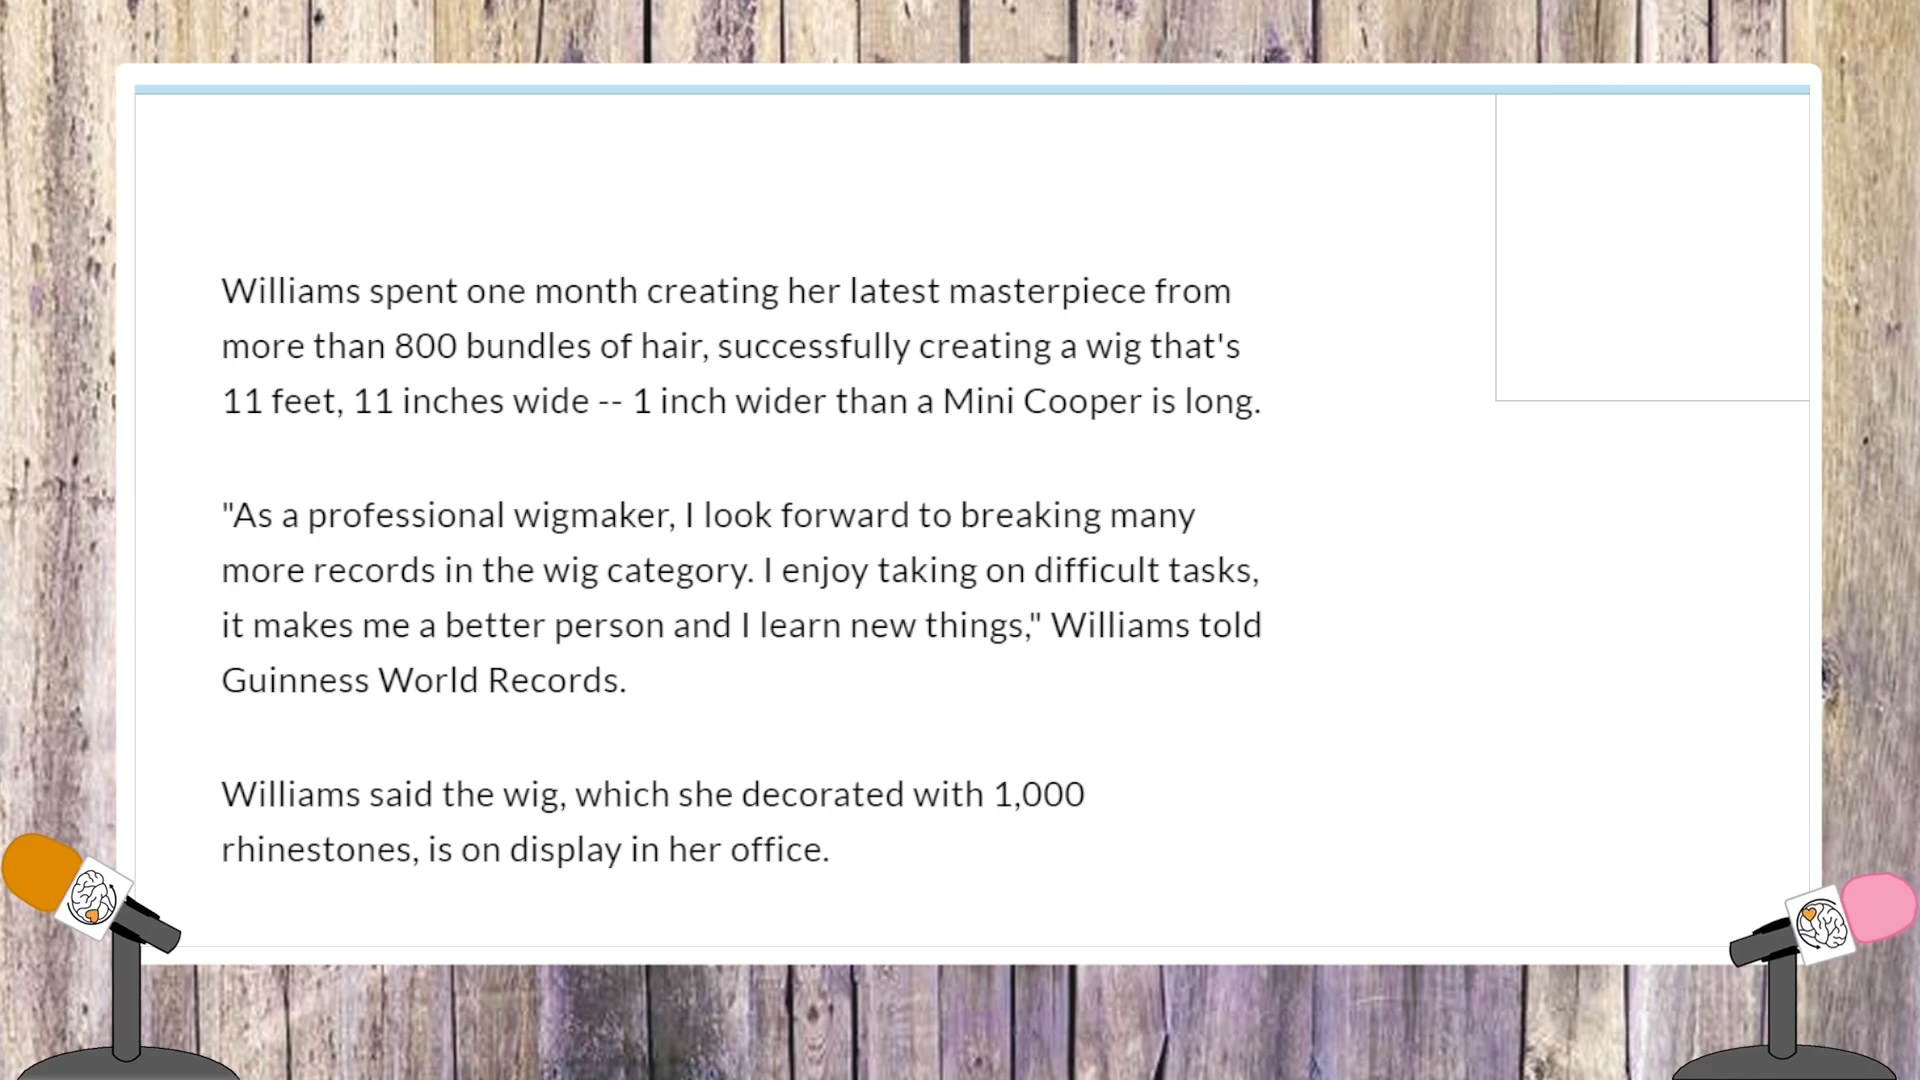 Williams spent one month creating her latest masterpiece from
more than 800 bundles of hair, successfully creating a wig that's
11 feet, 11 inches wide -- 1 inch wider than a Mini Cooper is long.
"As a professional wigmaker, I look forward to breaking many
more records in the wig category. I enjoy taking on difficult tasks,
it makes me a better person and I learn new things," Williams told
Guinness World Records.
Williams said the wig, which she decorated with 1,000
rhinestones, is on display in her office.